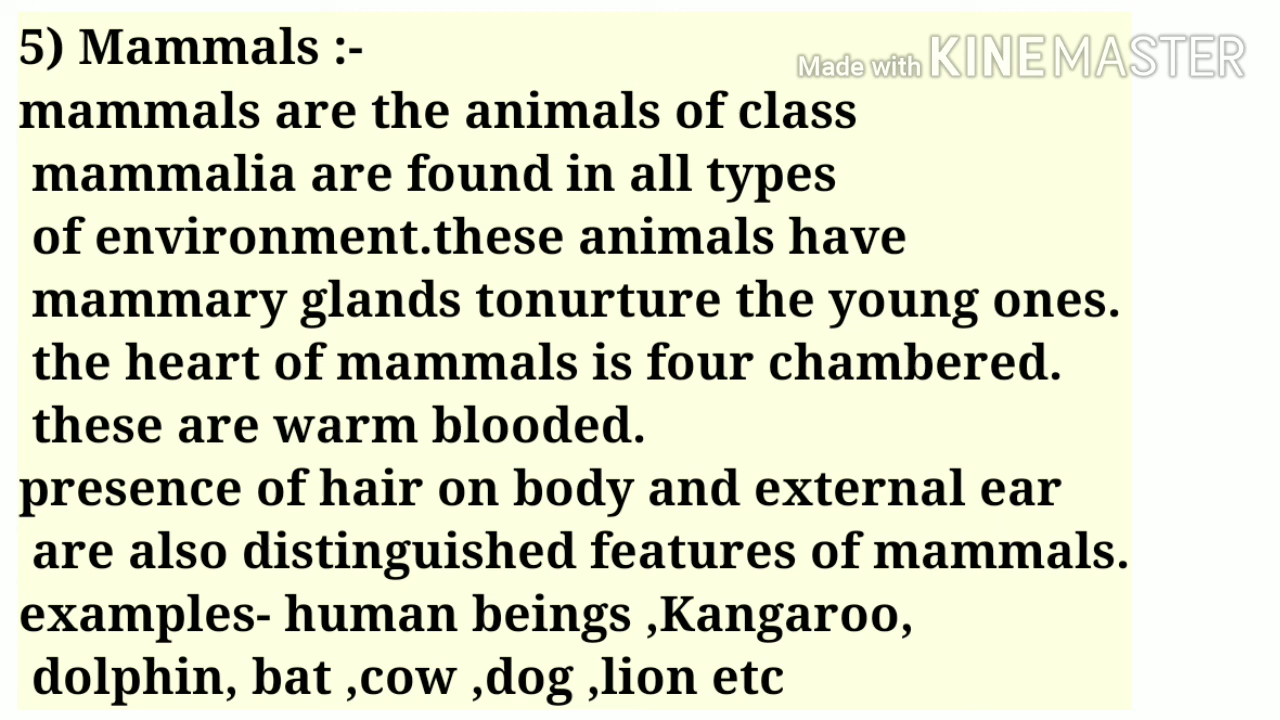 5) Mammals :-
Made with KINEMASTER
mammals are the animals of class
mammalia are found in all types
of environment.these animals have
mammary glands tonurture the young ones.
the heart of mammals is four chambered.
these are warm blooded.
presence of hair on body and external ear
are also distinguished features of mammals.
examples- human beings ,Kangaroo,
dolphin, bat ,cow ,dog ,lion etc